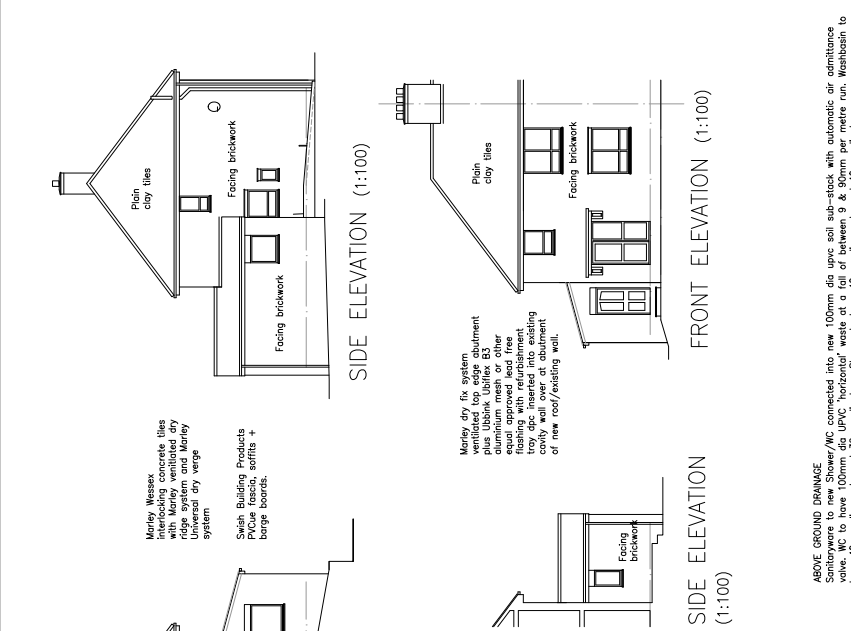 Plain
clay tiles
Facing brickwork
Facing brickwork
SIDE ELEVATION (1:100)
Plain
clay tiles
Facing brickwork
FRONT ELEVATION (1:100)
Marley Wessex
interlocking concrete tiles
with Marley venitlated dry
ridge system and Marley
Universal dry verge
system
Swish Building Products
PVCue fascia, soffits +
barge boards.
Marley dry fix system
ventilated top edge abutment
plus Ubbink Ubiflex B3
aluminium mesh or other
equal approved lead free
flashing with refurbishment
tray dpc inserted into existing
cavity wall over at abutment
of new roof/existing wall.
Facing
brickwork
SIDE ELEVATION
(1:100)
ABOVE GROUND DRAINAGE
Sanitaryware to new Shower/WC connected into new 100mm dia upvc soil sub-stack with automatic air admittance
valve. WC to have 100mm dia UPVC 'horizontal' waste at a fall of between 9 & 90mm per metre run. Washbasin to